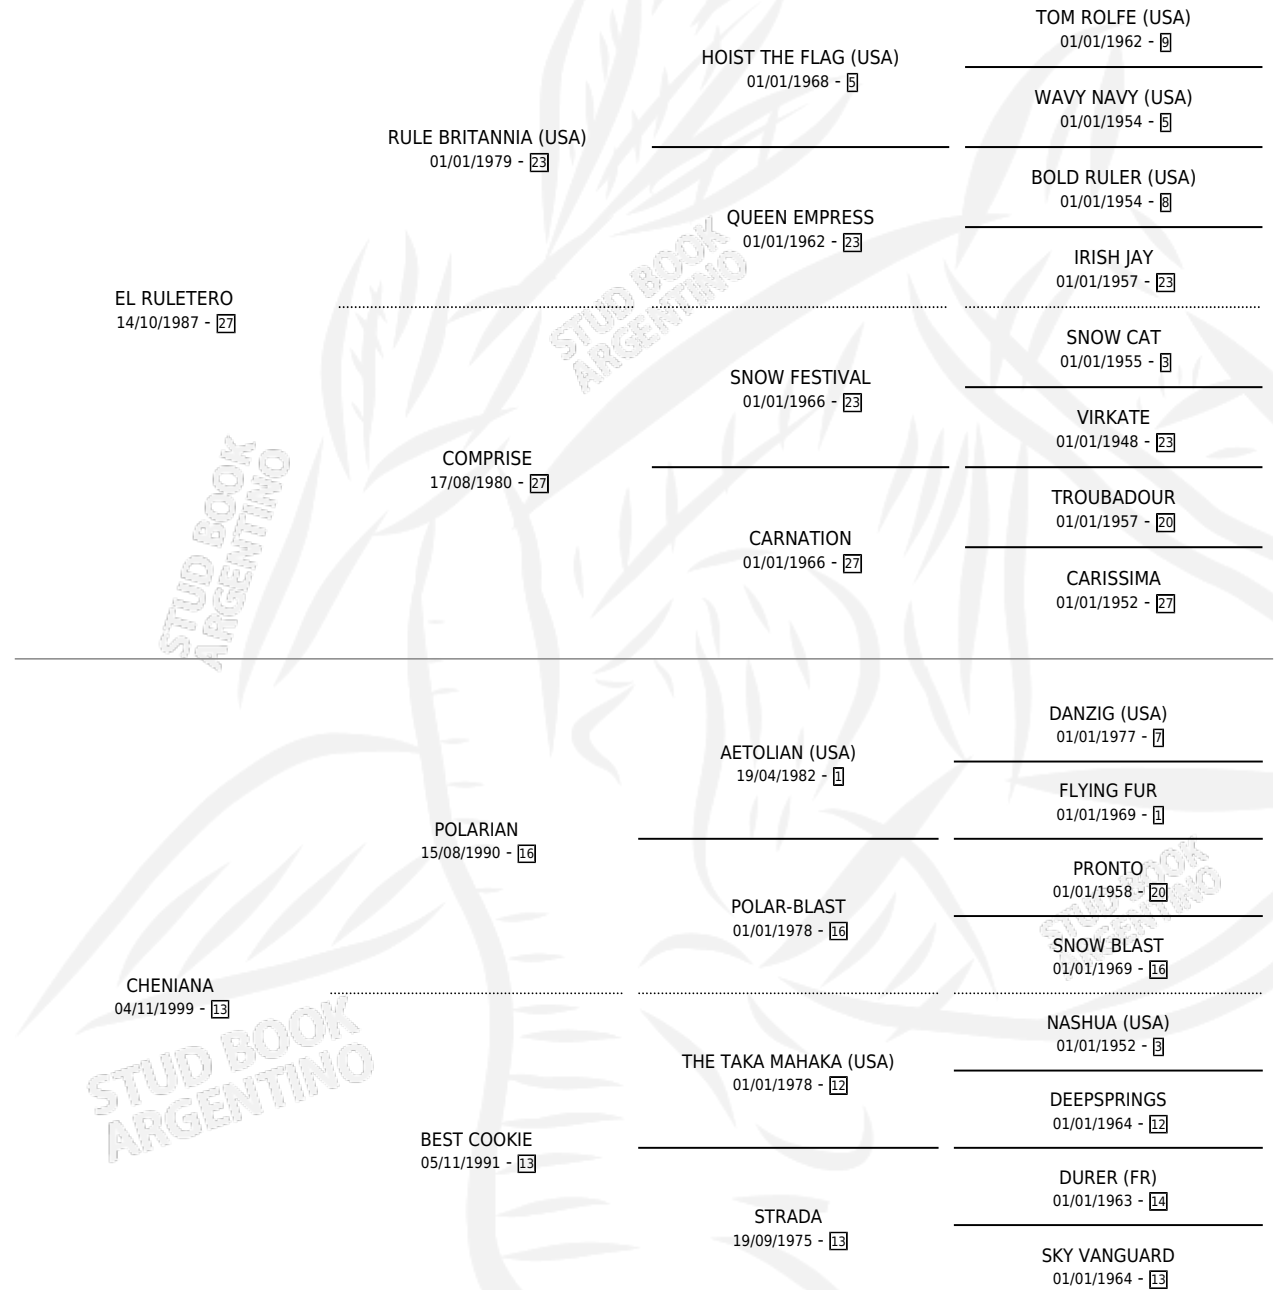 TOM ROLFE (USA)
01/01/1962 - 9
HOIST THE FLAG (USA)
01/01/1968 - 5
WAVY NAVY (USA)
01/01/1954 - 5
RULE BRITANNIA (USA)
01/01/1979 - 23
BOLD RULER (USA)
01/01/1954 - 8
QUEEN EMPRESS
01/01/1962 - 23
IRISH JAY
01/01/1957 - 23
EL RULETERO
14/10/1987 - 27
SNOW CAT
01/01/1955 - 3
SNOW FESTIVAL
01/01/1966 - 23
VIRKATE
01/01/1948 - 23
COMPRISE
17/08/1980 - 27
TROUBADOUR
01/01/1957 - 20
CARNATION
01/01/1966 - 27
CARISSIMA
01/01/1952 - 27
STUD BOOK
ARGENTINO
STUD BOOK
ARGENTINO
DANZIG (USA)
01/01/1977 - 7
AETOLIAN (USA)
19/04/1982 - 1
FLYING FUR
01/01/1969 - 1
POLARIAN
15/08/1990 - 16
PRONTO
01/01/1958 - 20
POLAR-BLAST
01/01/1978 - 16
SNOW BLAST
01/01/1969 - 16
STUD BOOK
ARGENTINO
CHENIANA
04/11/1999 - 13
NASHUA (USA)
01/01/1952 - 3
THE TAKA MAHAKA (USA)
01/01/1978 - 12
DEEPSPRINGS
01/01/1964 - 12
STUD BOOK
ARGENTINO
BEST COOKIE
05/11/1991 - 13
DURER (FR)
01/01/1963 - 14
STRADA
19/09/1975 - 13
SKY VANGUARD
01/01/1964 - 13